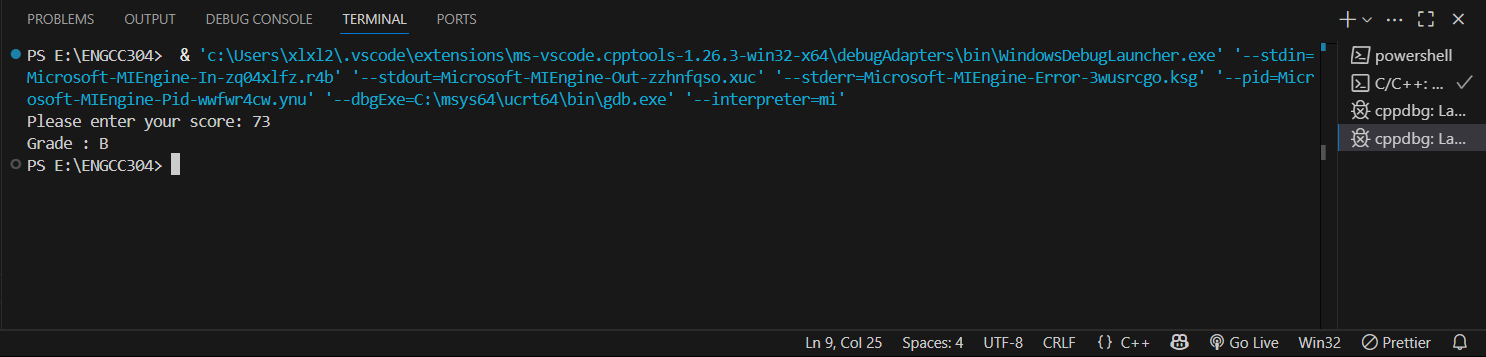 PROBLEMS OUTPUT DEBUG CONSOLE TERMINAL PORTS
PS E:\ENGCC304>  & 'c:\Users\xlxl2\.vscode\extensions\ms-vscode.cpptools-1.26.3-win32-x64\debugAdapters\bin\WindowsDebugLauncher.exe' '--stdin=
Microsoft-MIEngine-In-zq04xlfz.r4b' '--stdout=Microsoft-MIEngine-Out-zzhnfqso.xuc' '--stderr=Microsoft-MIEngine-Error-3wusrcgo.ksg' '--pid=Micr
osoft-MIEngine-Pid-wwfwr4cw.ynu' '--dbgExe=C:\msys64\ucrt64\bin\gdb.exe' '--interpreter=mi'
Please enter your score: 73
Grade : B
PS E:\ENGCC304>
powershell
C/C++: ...
cppdbg: La...
cppdbg: La...
Ln 9, Col 25 Spaces: 4 UTF-8 CRLF {} C++ Go Live Win32 Prettier